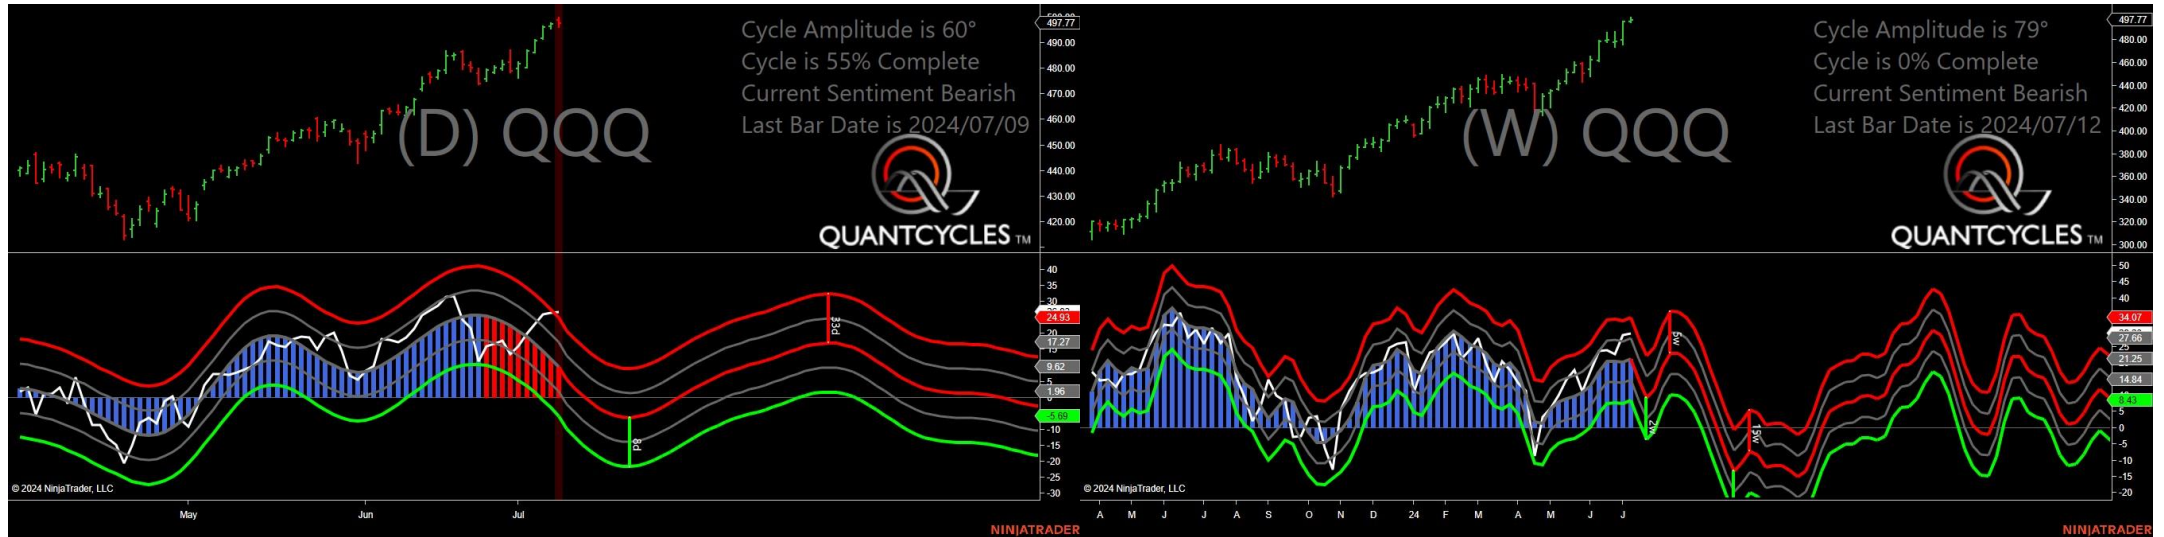 Cycle Amplitude is 60°
Cycle is 55% Complete
Current Sentiment Bearish
Last Bar Date is 2024/07/09
(D) QQQ
QUANTCYCLES TM
497.77
490.00
480.00
470.00
460.00
450.00
440.00
430.00
420.00
40
35
30
24.93
20
17.27
15
9.62
5
1.96
0
-5.69
-10
-15
-20
-25
-30
33d
8d
© 2024 NinjaTrader, LLC
May Jun Jul
NINJATRADER
Cycle Amplitude is 79°
Cycle is 0% Complete
Current Sentiment Bearish
Last Bar Date is 2024/07/12
(W) QQQ
QUANTCYCLES TM
497.77
480.00
460.00
440.00
420.00
400.00
380.00
360.00
340.00
320.00
300.00
50
45
40
34.07
27.66
25
21.25
14.84
8.43
5
0
-5
-10
-15
-20
5w
2w
13w
© 2024 NinjaTrader, LLC
A M J J A S O N D 24 F M A M J J
NINJATRADER